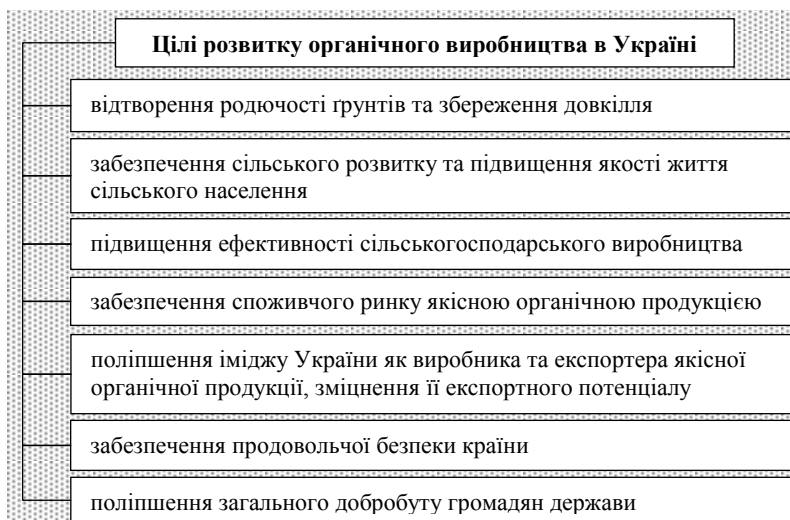 Цілі розвитку органічного виробництва в Україні
відтворення родючості ґрунтів та збереження довкілля
забезпечення сільського розвитку та підвищення якості життя
сільського населення
підвищення ефективності сільськогосподарського виробництва
забезпечення споживчого ринку якісною органічною продукцією
поліпшення іміджу України як виробника та експортера якісної
органічної продукції, зміцнення її експортного потенціалу
забезпечення продовольчої безпеки країни
поліпшення загального добробуту громадян держави